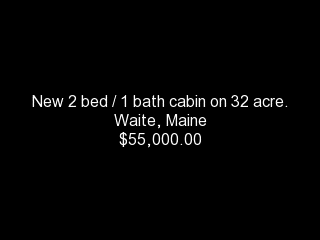 New 2 bed / 1 bath cabin on 32 acre.
Waite, Maine
$55,000.00